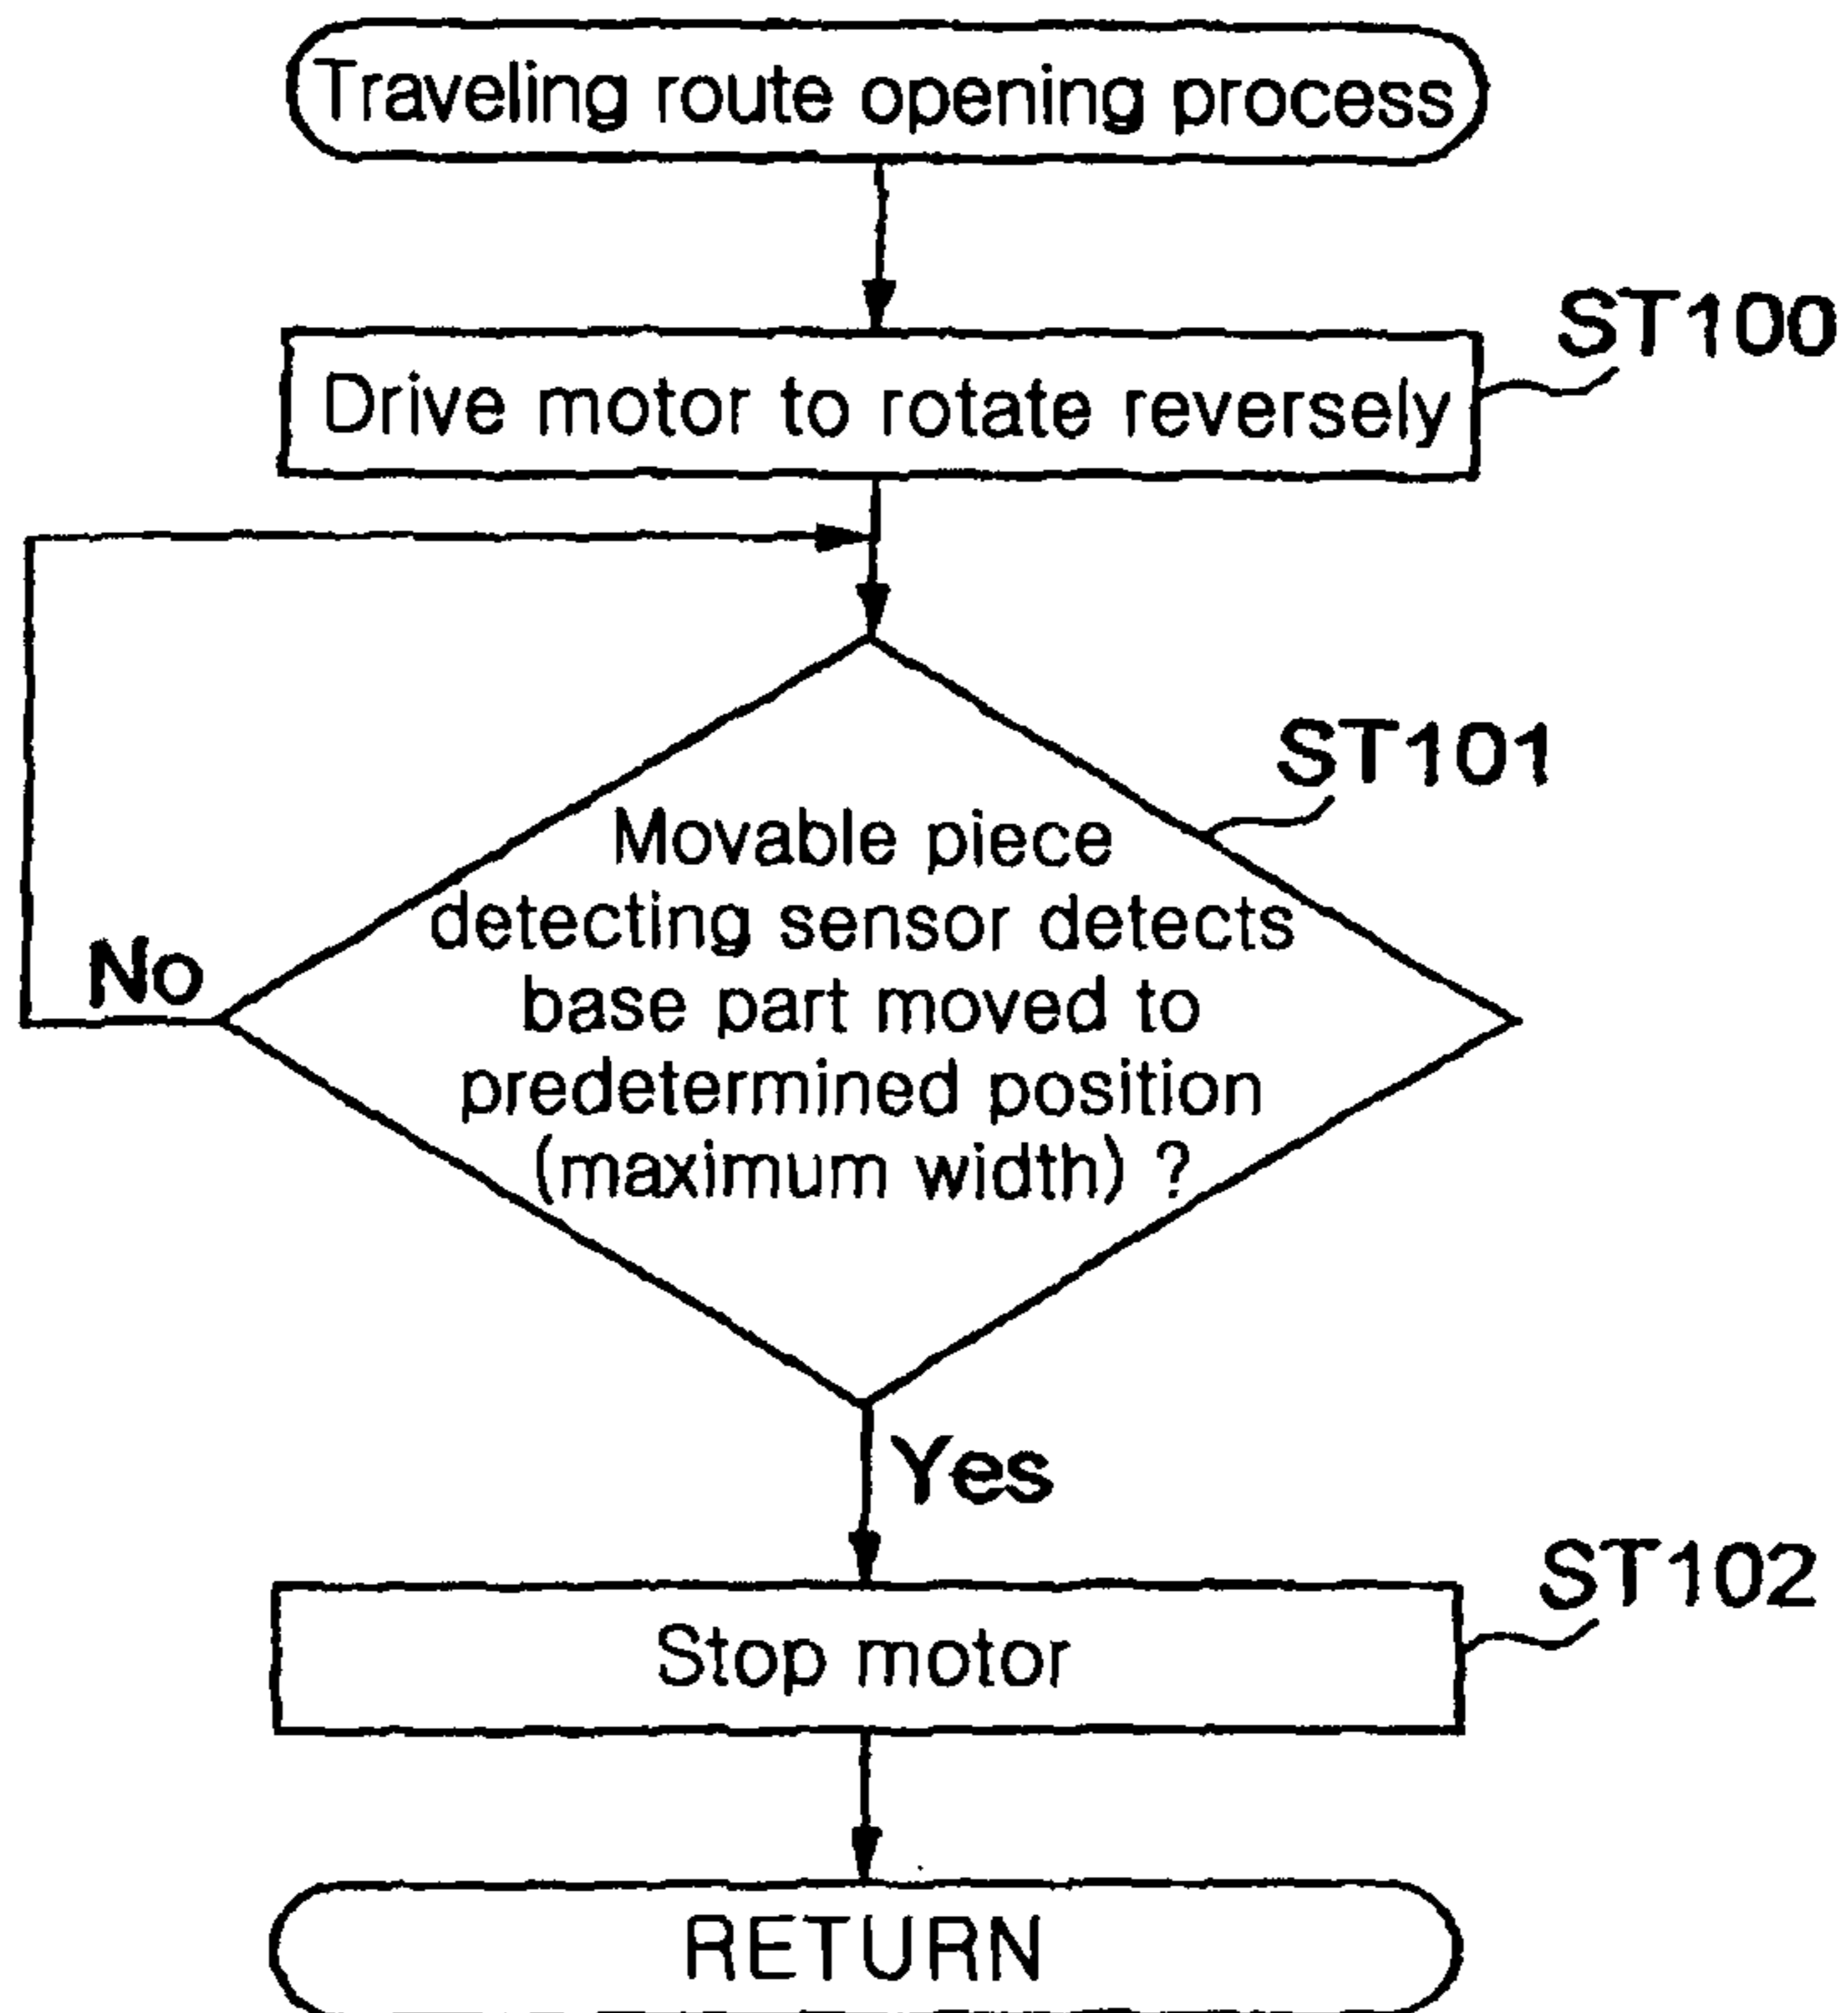 Traveling route opening process
ST100
Drive motor to rotate reversely
ST101
Movable piece
detecting sensor detects
base part moved to
predetermined position
(maximum width) ?
No
Yes
ST102
Stop motor
RETURN